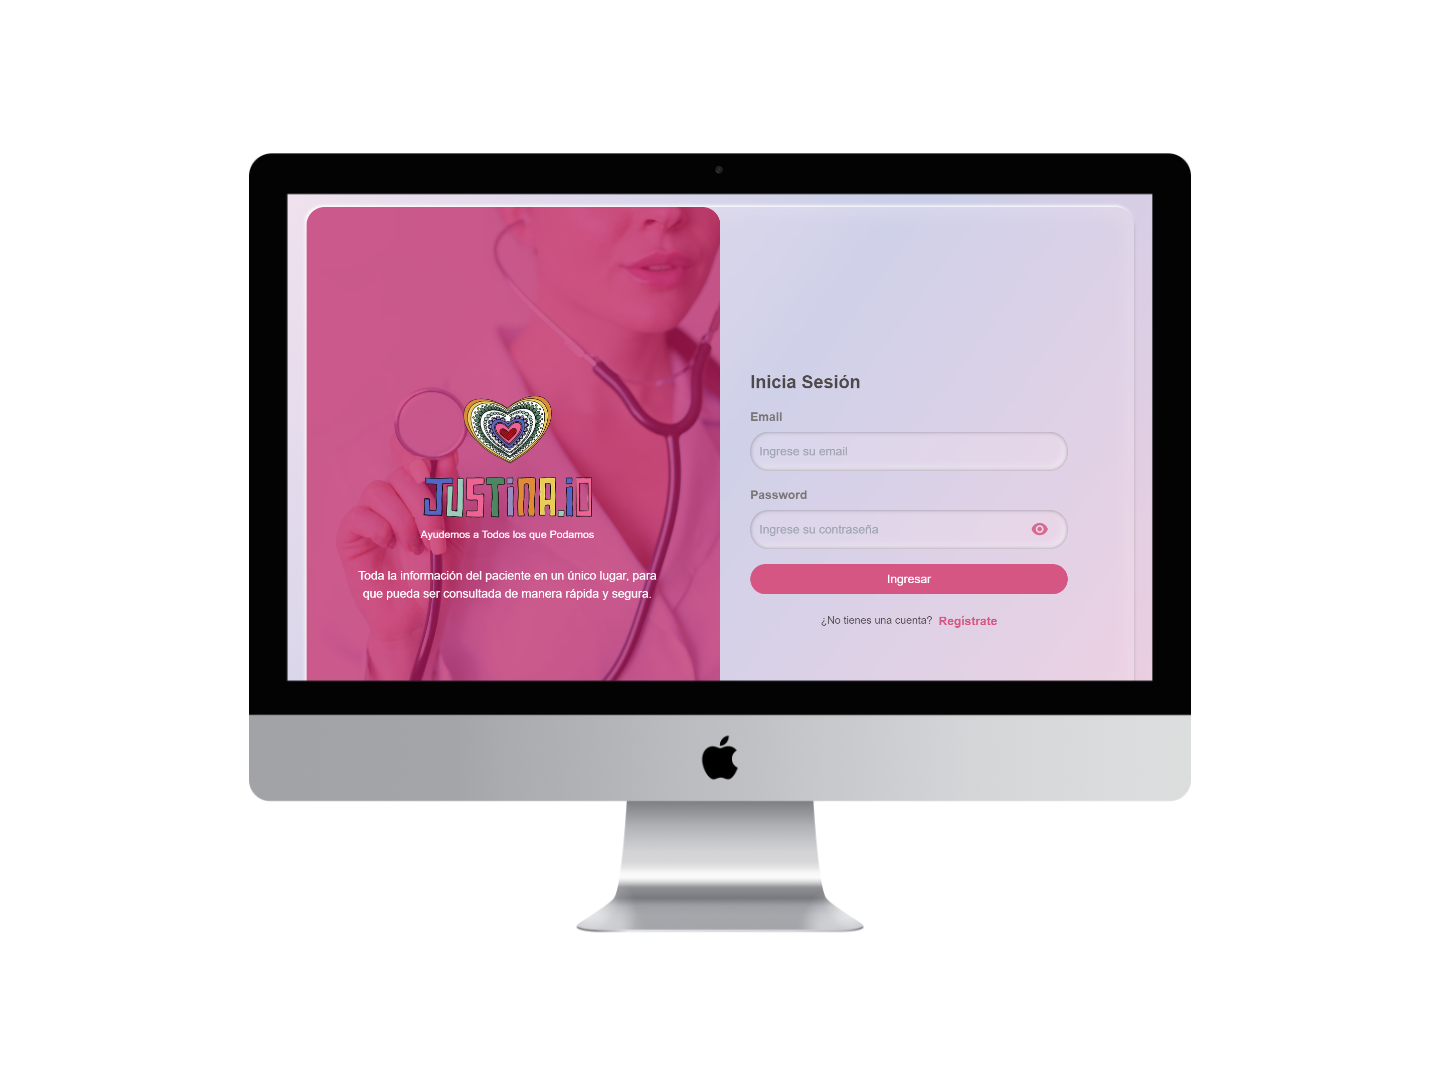 JUSTINA.IO
Ayudemos a Todos los que Podamos
Toda la información del paciente en un único lugar, para
que pueda ser consultada de manera rápida y segura.
Inicia Sesión
Email
Ingrese su email
Password
Ingrese su contraseña
Ingresar
¿No tienes una cuenta? Registrate